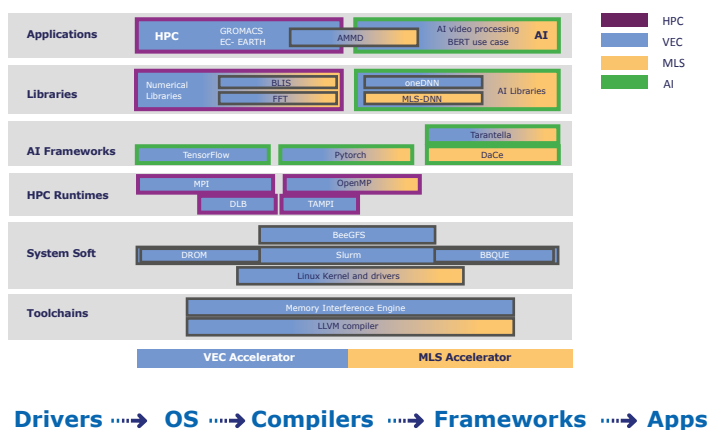 Applications
HPC
GROMACS
EC- EARTH
AMMD
AI video processing
BERT use case
AI
HPC
VEC
MLS
AI
Libraries
Numerical
Libraries
BLIS
FFT
oneDNN
MLS-DNN
AI Libraries
AI Frameworks
TensorFlow
Pytorch
Tarantella
DaCe
HPC Runtimes
MPI
OpenMP
DLB
TAMPI
System Soft
BeeGFS
DROM
Slurm
BBQUE
Linux Kernel and drivers
Toolchains
Memory Interference Engine
LLVM compiler
VEC Accelerator
MLS Accelerator
Drivers OS Compilers Frameworks Apps